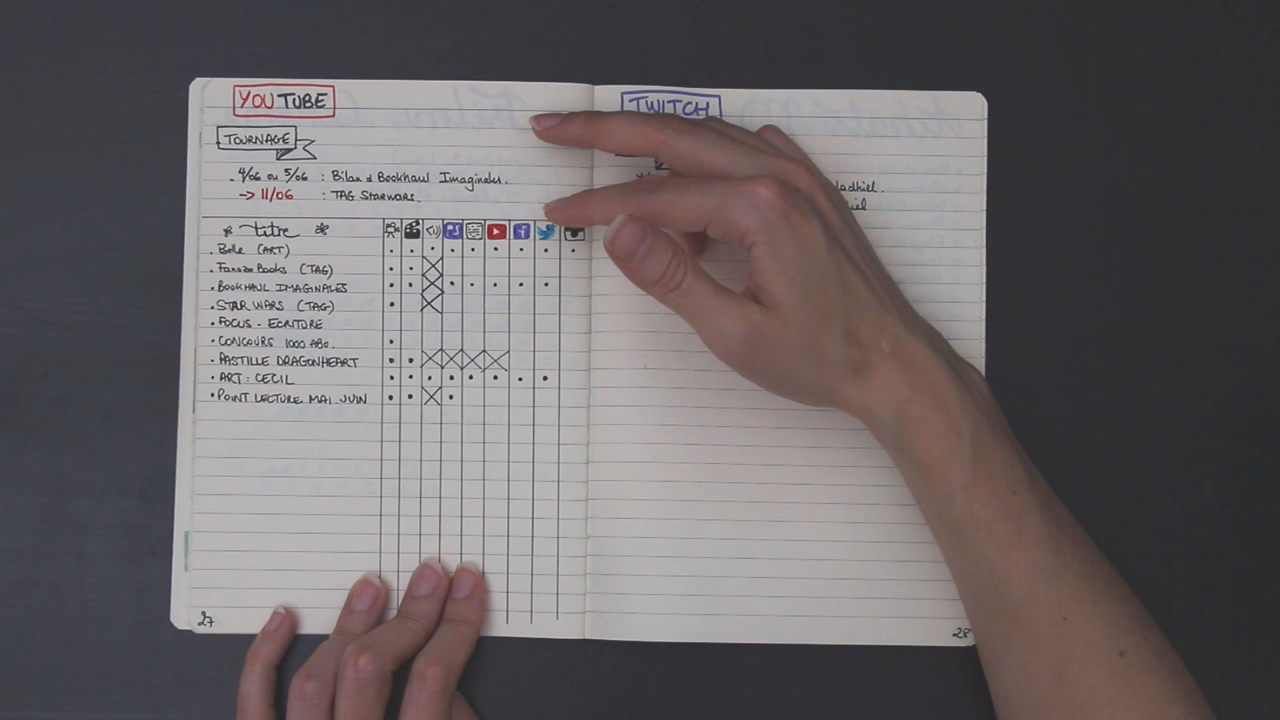 YOUTUBE
TOURNAGE
. 4/06 ou 5/06 : Bilan & Bookhaul Imaginales.
→ 11/06 : TAG Starwars.
* titre *
. Belle (ART)
. BooKs (TAG)
. BOOKHAUL IMAGINALES
. STAR WARS (TAG)
. FOCUS - ECRITURE
. CONCOURS 1000 ABO.
. PASTILLE DRAGONHEART
. ART : CECIL
. POINT LECTURE MAI-JUIN
27
TWITCH
28